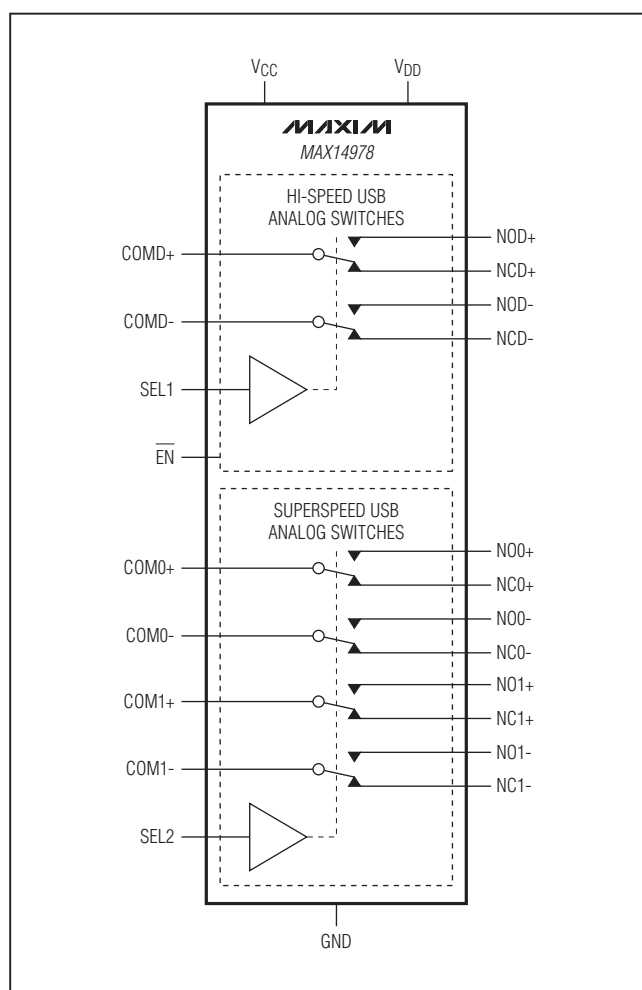 VCC VDD
MAXIM
MAX14978
HI-SPEED USB
ANALOG SWITCHES
COMD+
NOD+
NCD+
COMD-
NOD-
NCD-
SEL1
EN
SUPERSPEED USB
ANALOG SWITCHES
COM0+
NO0+
NC0+
COM0-
NO0-
NC0-
COM1+
NO1+
NC1+
COM1-
NO1-
NC1-
SEL2
GND